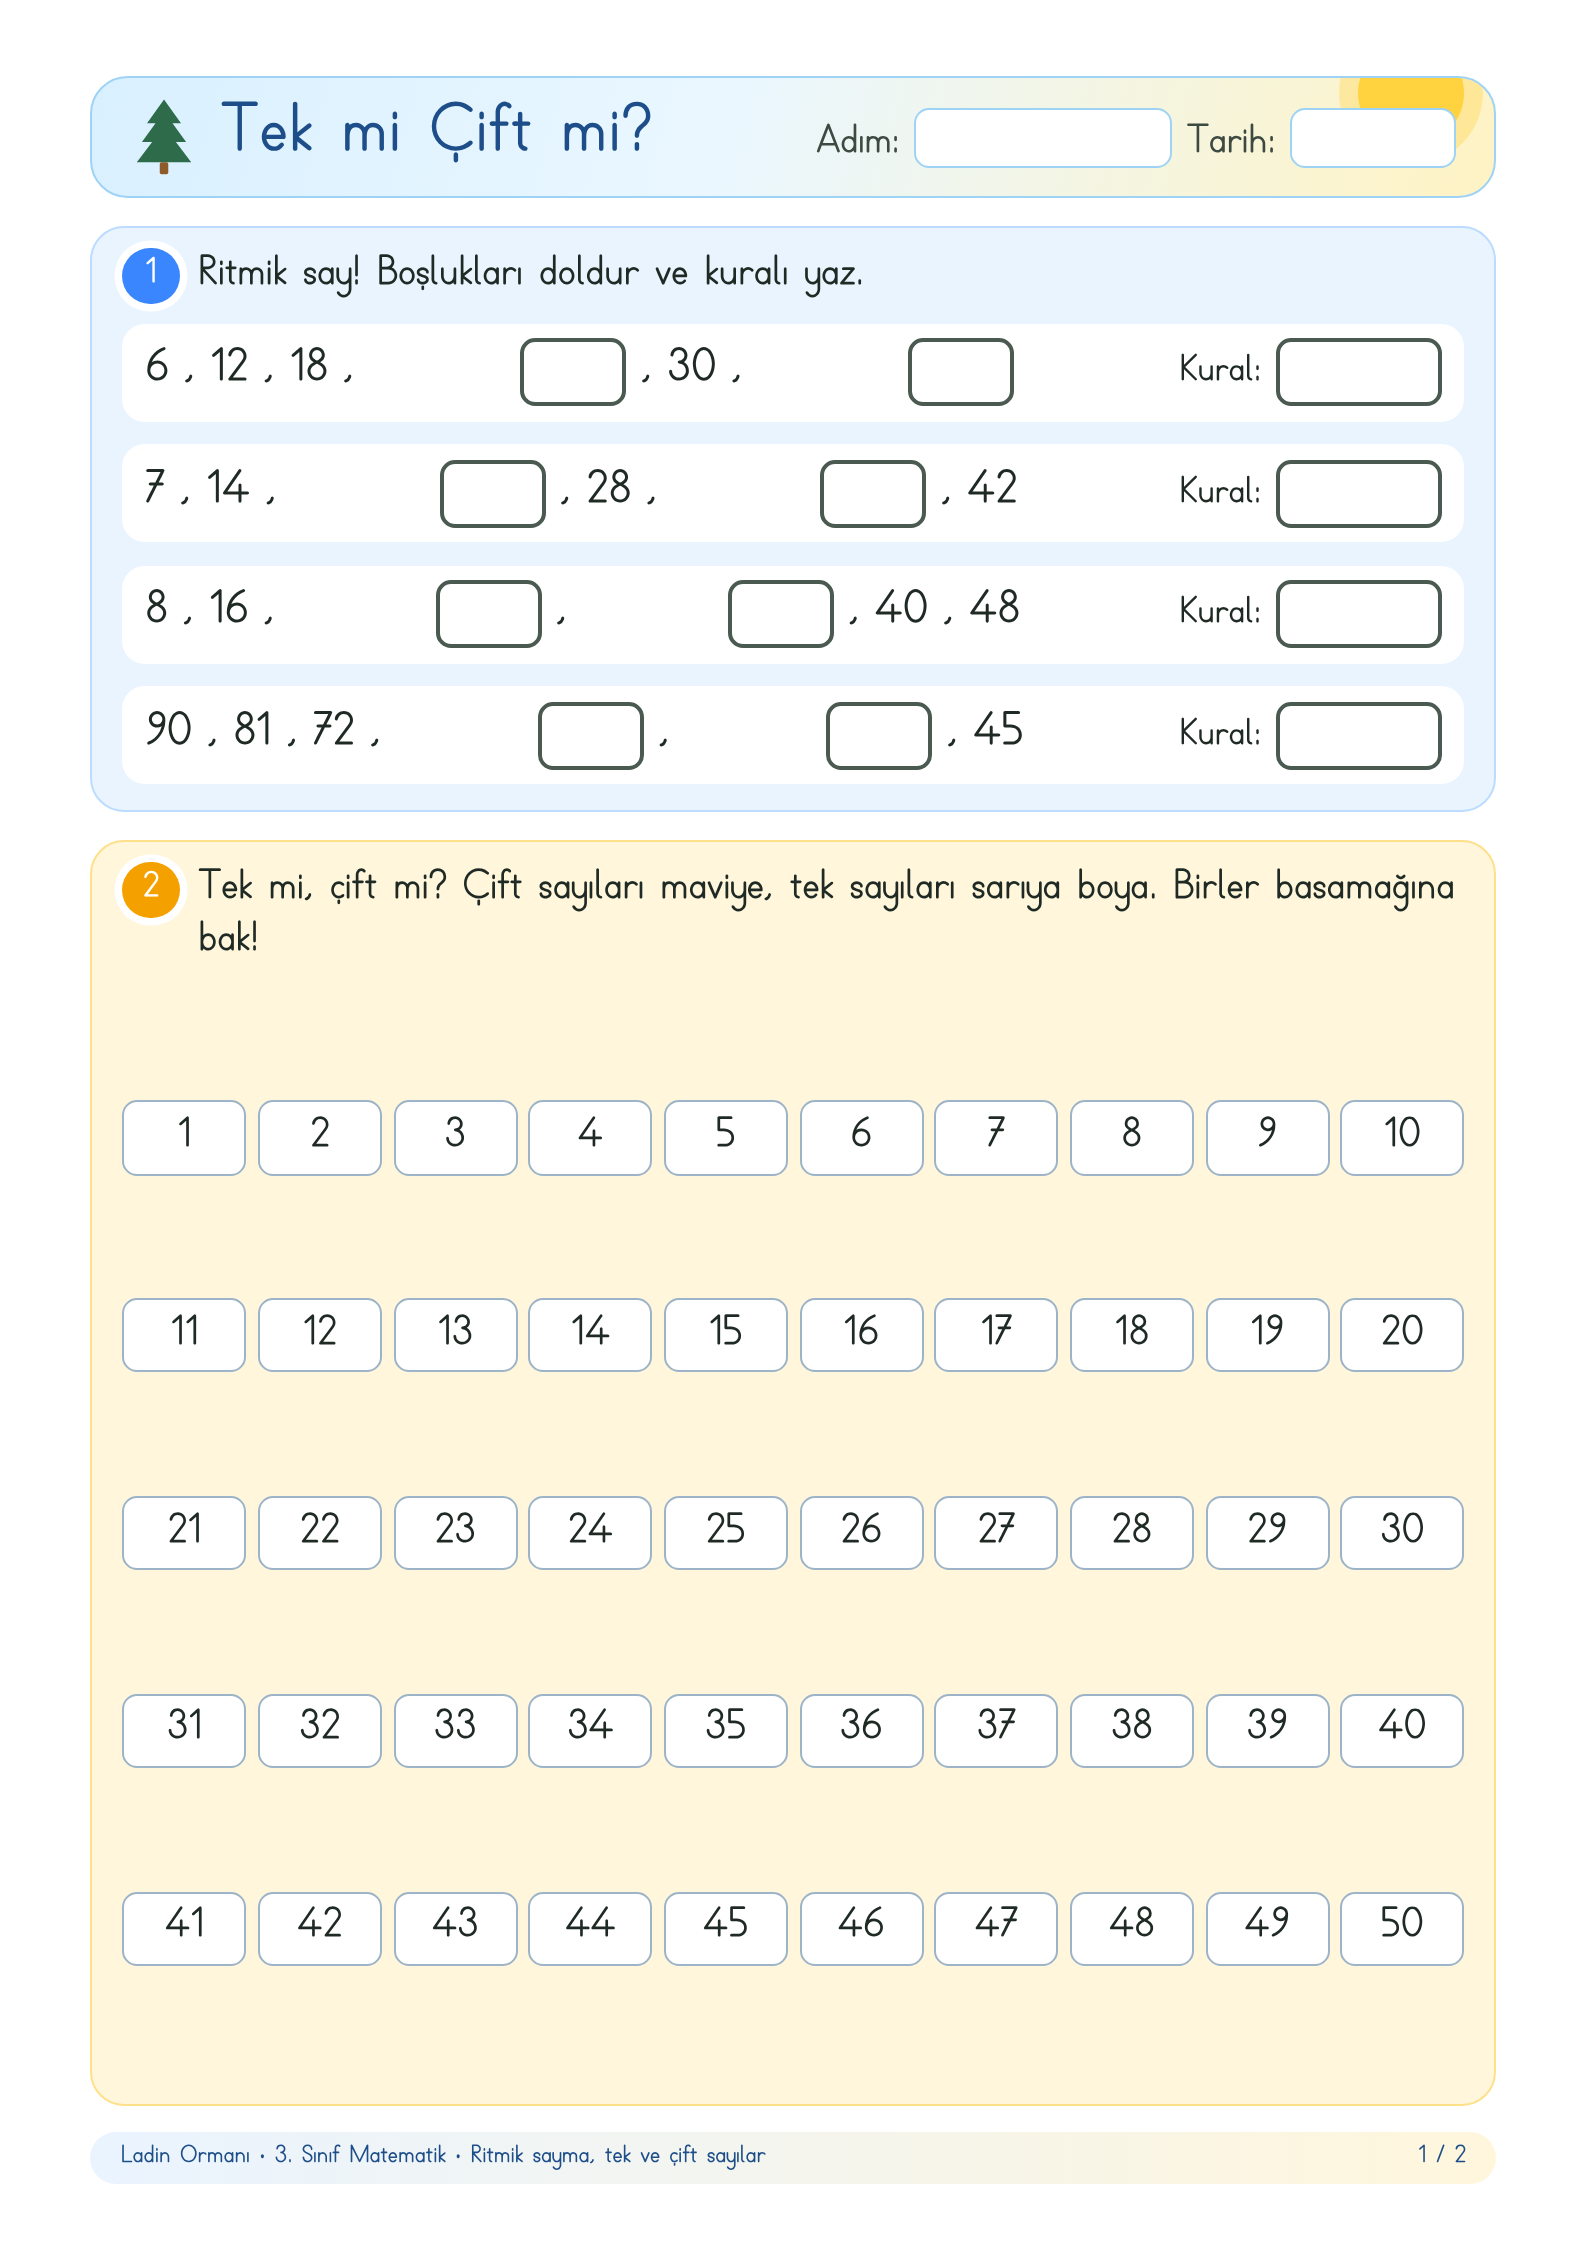 Tek mi Çift mi?
Adım: Tarih:
1 Ritmik say! Boşlukları doldur ve kuralı yaz.
6 , 12 , 18 , , 30 , Kural:
7 , 14 , , 28 , , 42 Kural:
8 , 16 , , , 40 , 48 Kural:
90 , 81 , 72 , , , 45 Kural:
2 Tek mi, çift mi? Çift sayıları maviye, tek sayıları sarıya boya. Birler basamağına
bak!
1 2 3 4 5 6 7 8 9 10
11 12 13 14 15 16 17 18 19 20
21 22 23 24 25 26 27 28 29 30
31 32 33 34 35 36 37 38 39 40
41 42 43 44 45 46 47 48 49 50
Ladin Ormanı • 3. Sınıf Matematik • Ritmik sayma, tek ve çift sayılar 1 / 2